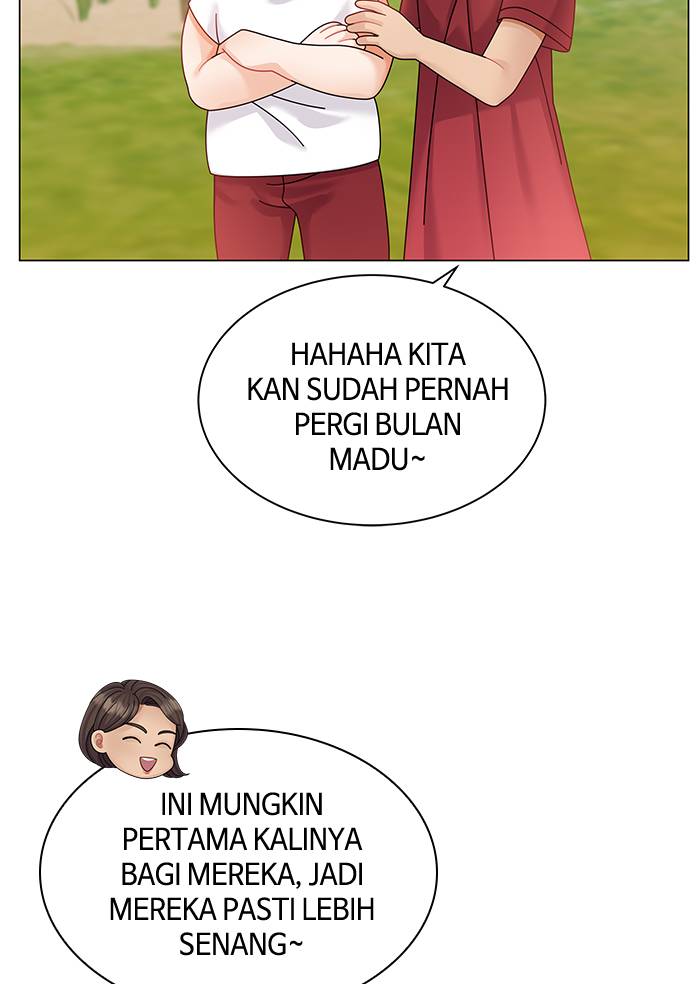 HAHAHA KITA
KAN SUDAH PERNAH
PERGI BULAN
MADU~
INI MUNGKIN
PERTAMA KALINYA
BAGI MEREKA, JADI
MEREKA PASTI LEBIH
SENANG~